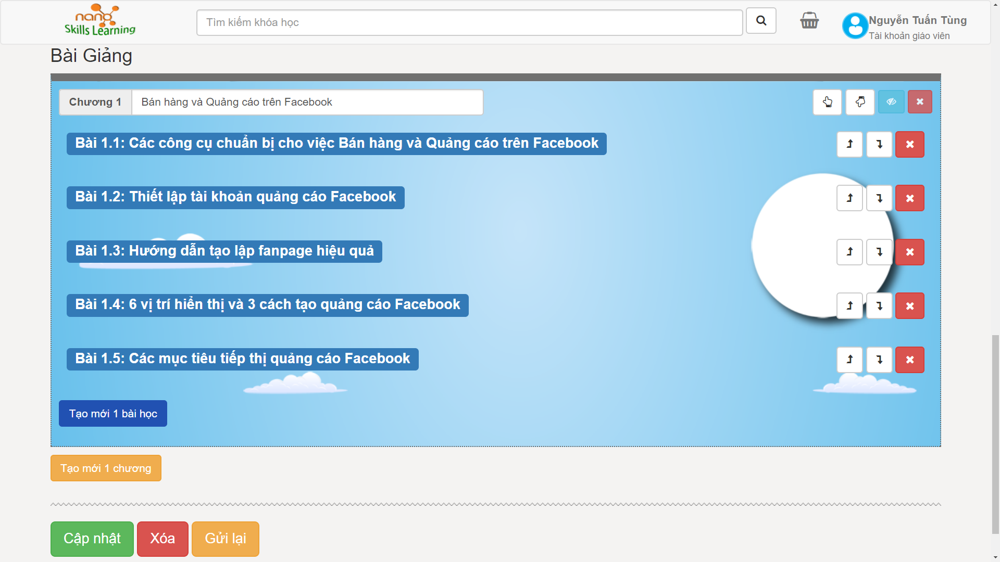 nang
Skills Learning
Tìm kiếm khóa học
Nguyễn Tuấn Tùng
Tài khoản giáo viên
Bài Giảng
Chương 1
Bán hàng và Quảng cáo trên Facebook
Bài 1.1: Các công cụ chuẩn bị cho việc Bán hàng và Quảng cáo trên Facebook
Bài 1.2: Thiết lập tài khoản quảng cáo Facebook
Bài 1.3: Hướng dẫn tạo lập fanpage hiệu quả
Bài 1.4: 6 vị trí hiển thị và 3 cách tạo quảng cáo Facebook
Bài 1.5: Các mục tiêu tiếp thị quảng cáo Facebook
Tạo mới 1 bài học
Tạo mới 1 chương
Cập nhật
Xóa
Gửi lại